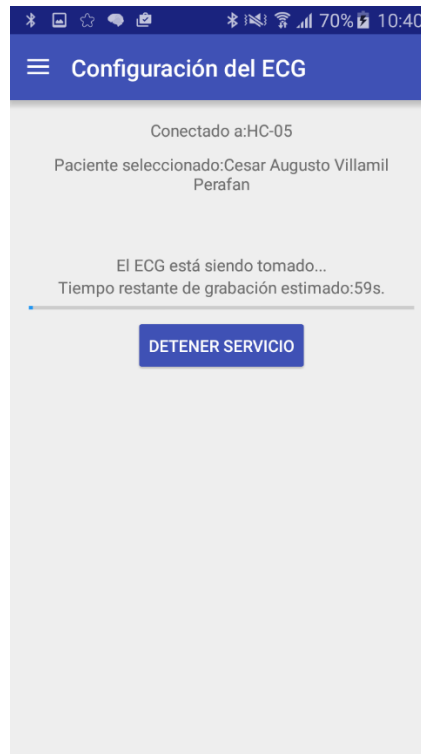 70% 10:40
Configuración del ECG
Conectado a:HC-05
Paciente seleccionado:Cesar Augusto Villamil
Perafan
El ECG está siendo tomado...
Tiempo restante de grabación estimado:59s.
DETENER SERVICIO